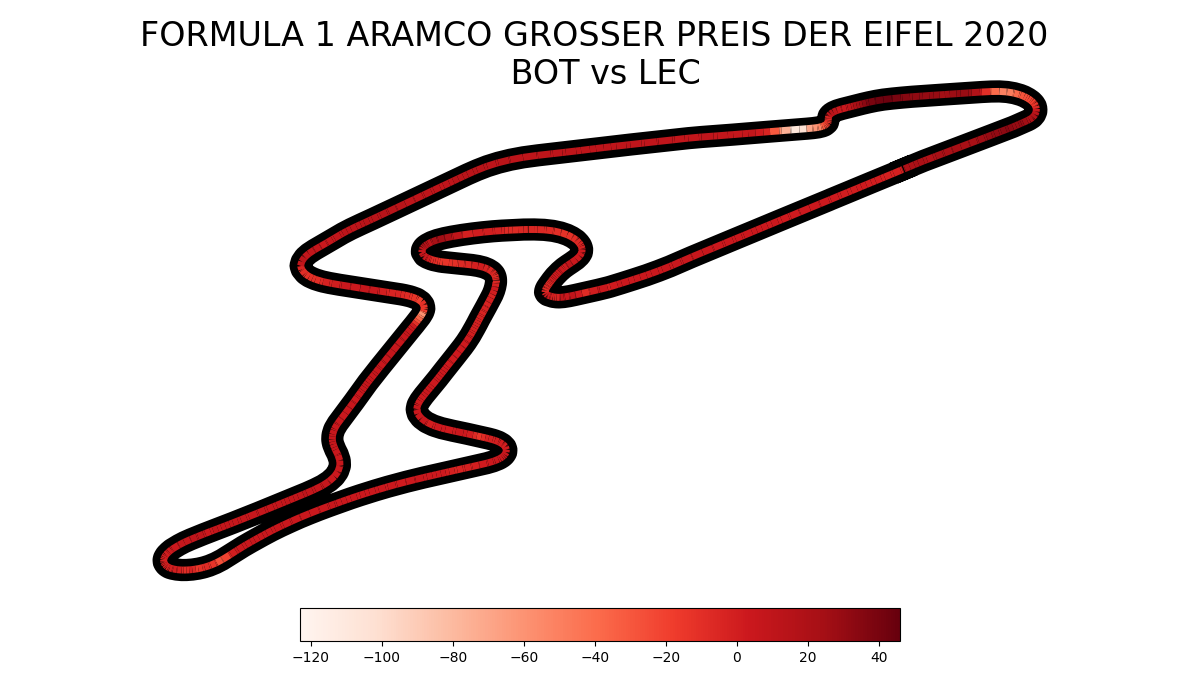 FORMULA 1 ARAMCO GROSSER PREIS DER EIFEL 2020
BOT vs LEC
−120 −100 −80 −60 −40 −20 0 20 40